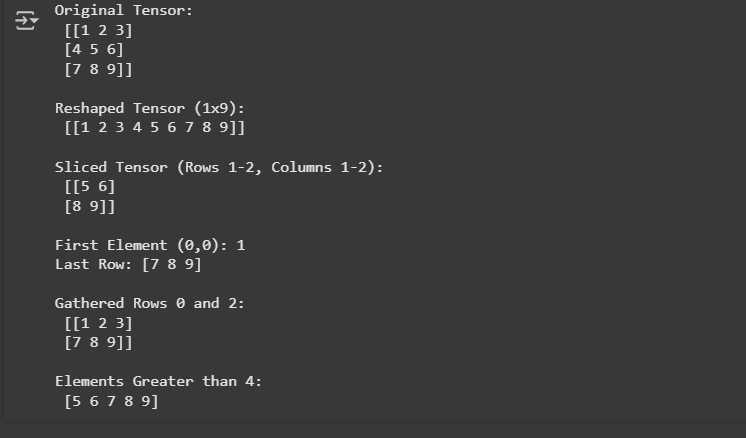 Original Tensor:
[[1 2 3]
[4 5 6]
[7 8 9]]
Reshaped Tensor (1x9):
[[1 2 3 4 5 6 7 8 9]]
Sliced Tensor (Rows 1-2, Columns 1-2):
[[5 6]
[8 9]]
First Element (0,0): 1
Last Row: [7 8 9]
Gathered Rows 0 and 2:
[[1 2 3]
[7 8 9]]
Elements Greater than 4:
[5 6 7 8 9]